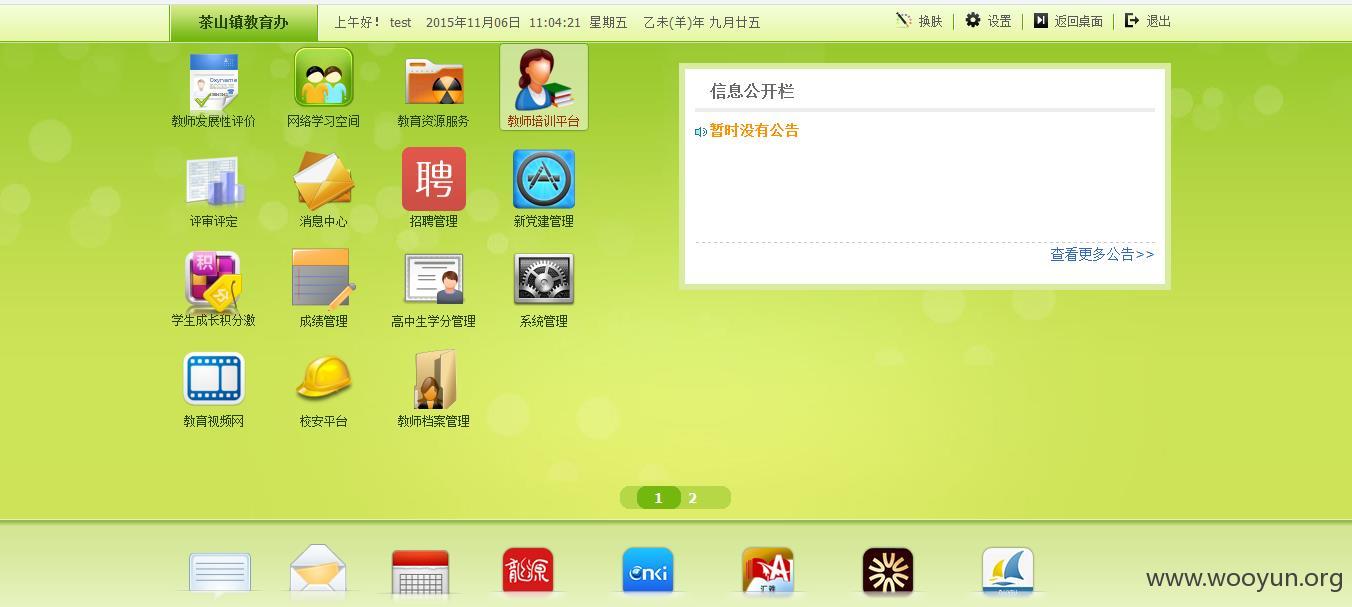 茶山镇教育办 上午好！ test 2015年11月06日 11:04:21 星期五 乙未(羊)年 九月廿五 换肤 设置 返回桌面 退出
教师发展性评价 网络学习空间 教育资源服务 教师培训平台
信息公开栏
暂时没有公告
聘
评审评定 消息中心 招聘管理 新党建管理
查看更多公告>>
积
分
学生成长积分激 成绩管理 高中生学分管理 系统管理
教育视频网 校安平台 教师档案管理
1 2
龍源 cnki
汇雅
www.wooyun.org